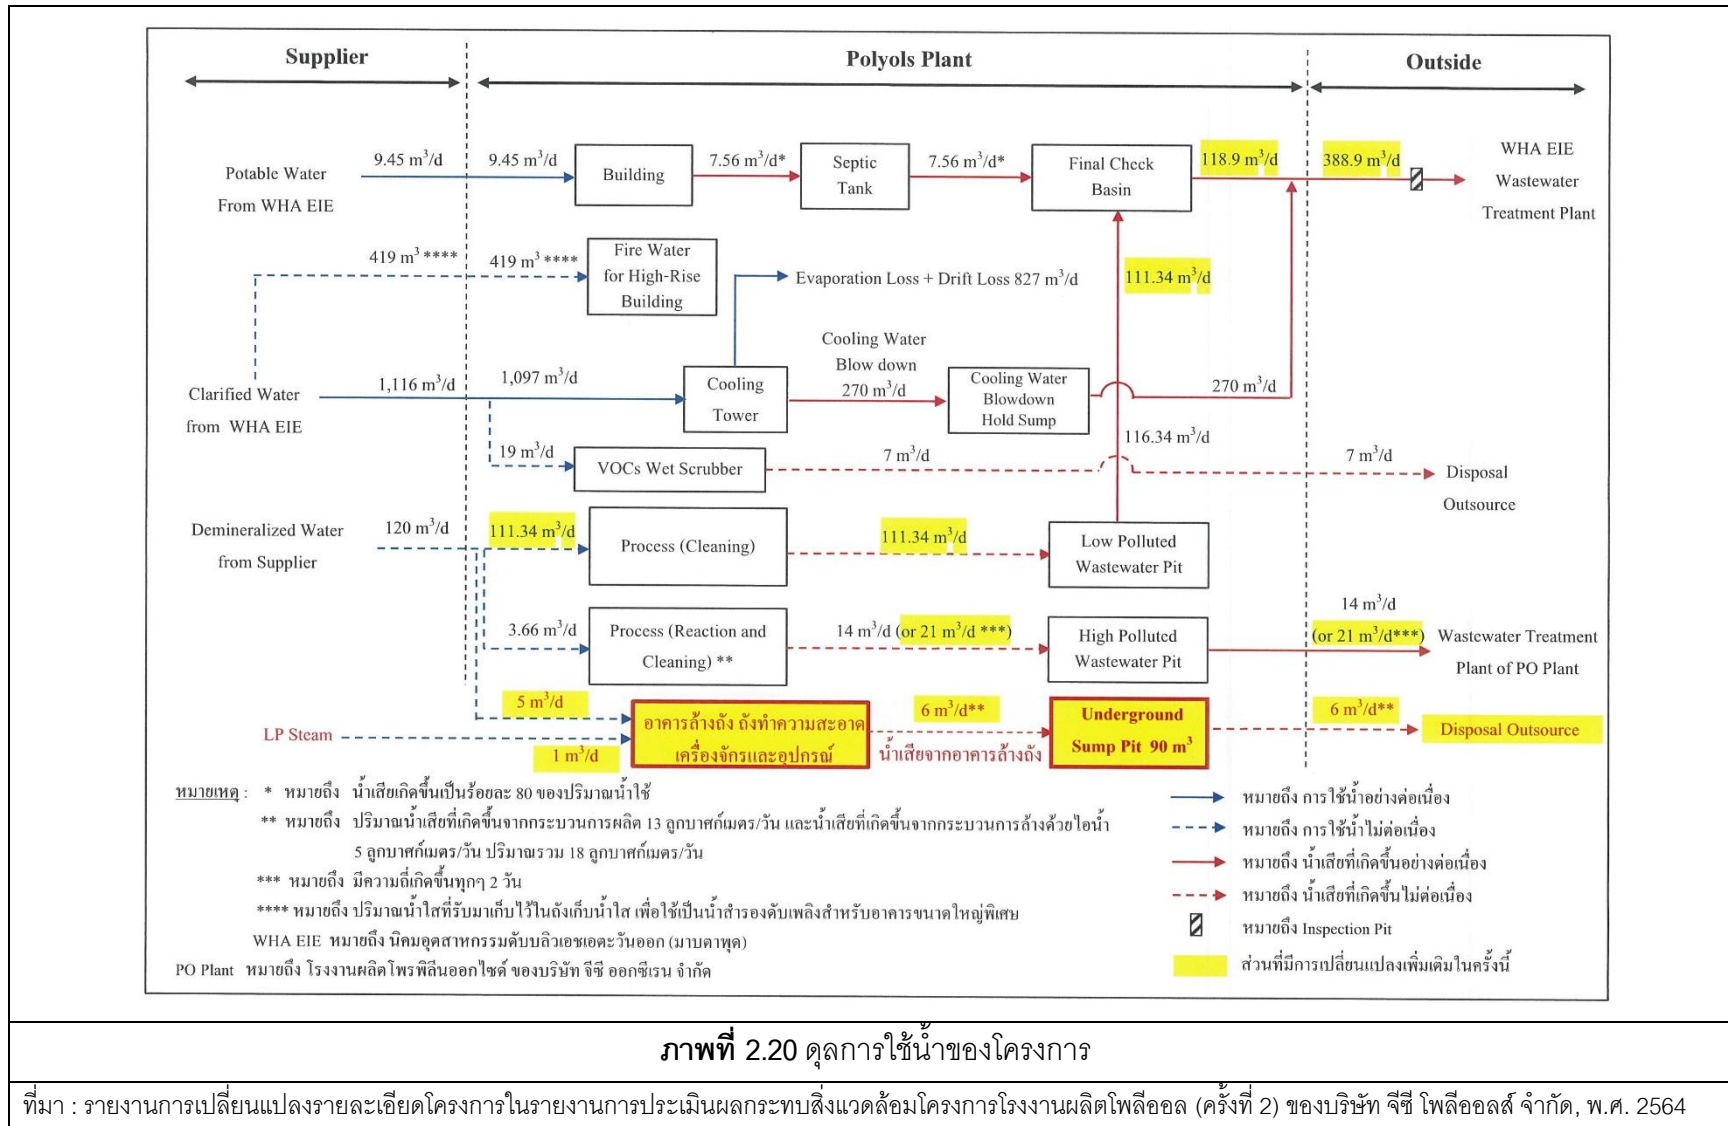 Supplier
Polyols Plant
Outside
Potable Water
From WHA EIE
9.45 m³/d
9.45 m³/d
Building
7.56 m³/d*
Septic
Tank
7.56 m³/d*
Final Check
Basin
118.9 m³/d
388.9 m³/d
WHA EIE
Wastewater
Treatment Plant
419 m³ ****
419 m³ ****
Fire Water
for High-Rise
Building
Evaporation Loss + Drift Loss 827 m³/d
111.34 m³/d
Clarified Water
from WHA EIE
1,116 m³/d
1,097 m³/d
Cooling
Tower
Cooling Water
Blow down
270 m³/d
Cooling Water
Blowdown
Hold Sump
270 m³/d
116.34 m³/d
19 m³/d
VOCs Wet Scrubber
7 m³/d
7 m³/d
Disposal
Outsource
Demineralized Water
from Supplier
120 m³/d
111.34 m³/d
Process (Cleaning)
111.34 m³/d
Low Polluted
Wastewater Pit
3.66 m³/d
Process (Reaction and
Cleaning) **
14 m³/d (or 21 m³/d ***)
High Polluted
Wastewater Pit
14 m³/d
(or 21 m³/d***)
Wastewater Treatment
Plant of PO Plant
LP Steam
5 m³/d
1 m³/d
อาคารล้างถัง ถังทำความสะอาด
เครื่องจักรและอุปกรณ์
6 m³/d**
น้ำเสียจากอาคารล้างถัง
Underground
Sump Pit 90 m³
6 m³/d**
Disposal Outsource
หมายเหตุ : * หมายถึง น้ำเสียเกิดขึ้นเป็นร้อยละ 80 ของปริมาณน้ำใช้
** หมายถึง ปริมาณน้ำเสียที่เกิดขึ้นจากกระบวนการผลิต 13 ลูกบาศก์เมตร/วัน และน้ำเสียที่เกิดขึ้นจากกระบวนการล้างด้วยไอน้ำ
5 ลูกบาศก์เมตร/วัน ปริมาณรวม 18 ลูกบาศก์เมตร/วัน
*** หมายถึง มีความถี่เกิดขึ้นทุกๆ 2 วัน
**** หมายถึง ปริมาณน้ำใสที่รับมาเก็บไว้ในถังเก็บน้ำใส เพื่อใช้เป็นน้ำสำรองดับเพลิงสำหรับอาคารขนาดใหญ่พิเศษ
WHA EIE หมายถึง นิคมอุตสาหกรรมดับบลิวเอชเอตะวันออก (มาบตาพุด)
PO Plant หมายถึง โรงงานผลิตโพรพิลีนออกไซด์ ของบริษัท จีซี ออกซีเรน จำกัด
หมายถึง การใช้น้ำอย่างต่อเนื่อง
หมายถึง การใช้น้ำไม่ต่อเนื่อง
หมายถึง น้ำเสียที่เกิดขึ้นอย่างต่อเนื่อง
หมายถึง น้ำเสียที่เกิดขึ้นไม่ต่อเนื่อง
หมายถึง Inspection Pit
ส่วนที่มีการเปลี่ยนแปลงเพิ่มเติมในครั้งนี้
ภาพที่ 2.20 ดุลการใช้น้ำของโครงการ
ที่มา : รายงานการเปลี่ยนแปลงรายละเอียดโครงการในรายงานการประเมินผลกระทบสิ่งแวดล้อมโครงการโรงงานผลิตโพลีออล (ครั้งที่ 2) ของบริษัท จีซี โพลีออลส์ จำกัด, พ.ศ. 2564